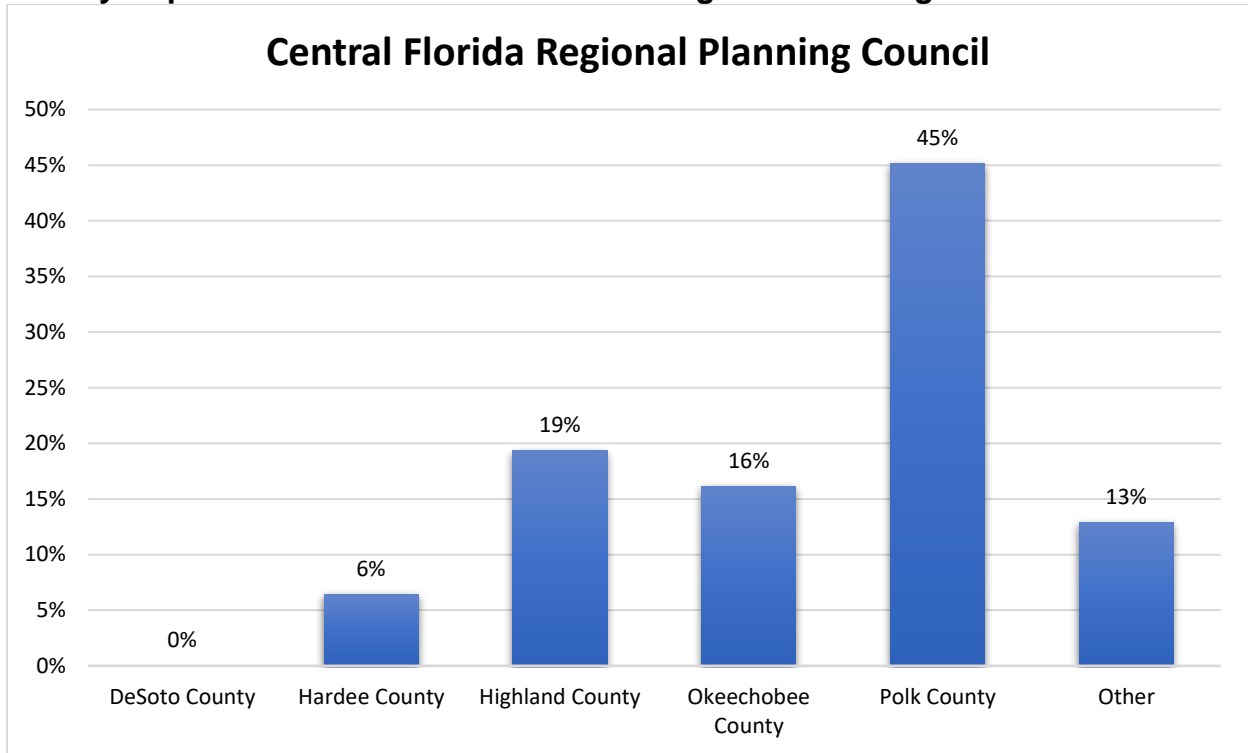 Central Florida Regional Planning Council
50%
45%
45%
40%
35%
30%
25%
20%
19%
16%
15%
13%
10%
6%
5%
0%
0%
DeSoto County
Hardee County
Highland County
Okeechobee
County
Polk County
Other